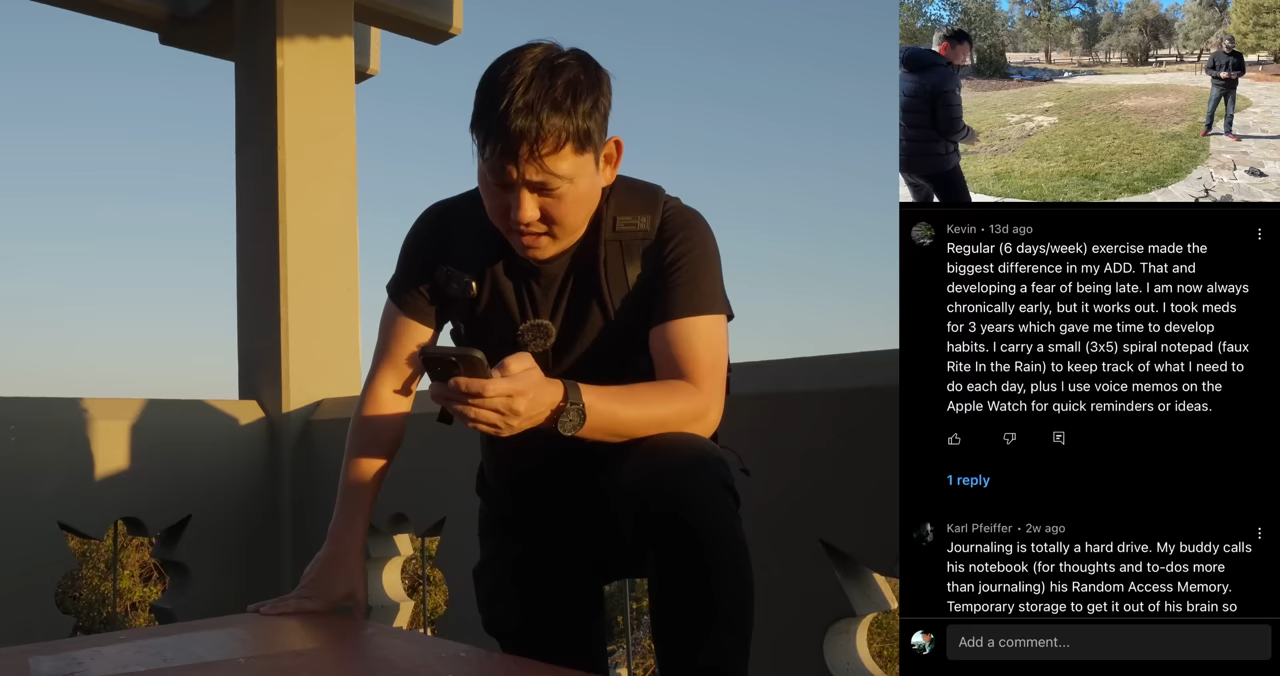 Kevin • 13d ago
Regular (6 days/week) exercise made the
biggest difference in my ADD. That and
developing a fear of being late. I am now always
chronically early, but it works out. I took meds
for 3 years which gave me time to develop
habits. I carry a small (3x5) spiral notepad (faux
Rite In the Rain) to keep track of what I need to
do each day, plus I use voice memos on the
Apple Watch for quick reminders or ideas.
1 reply
Karl Pfeiffer • 2w ago
Journaling is totally a hard drive. My buddy calls
his notebook (for thoughts and to-dos more
than journaling) his Random Access Memory.
Temporary storage to get it out of his brain so
Add a comment...